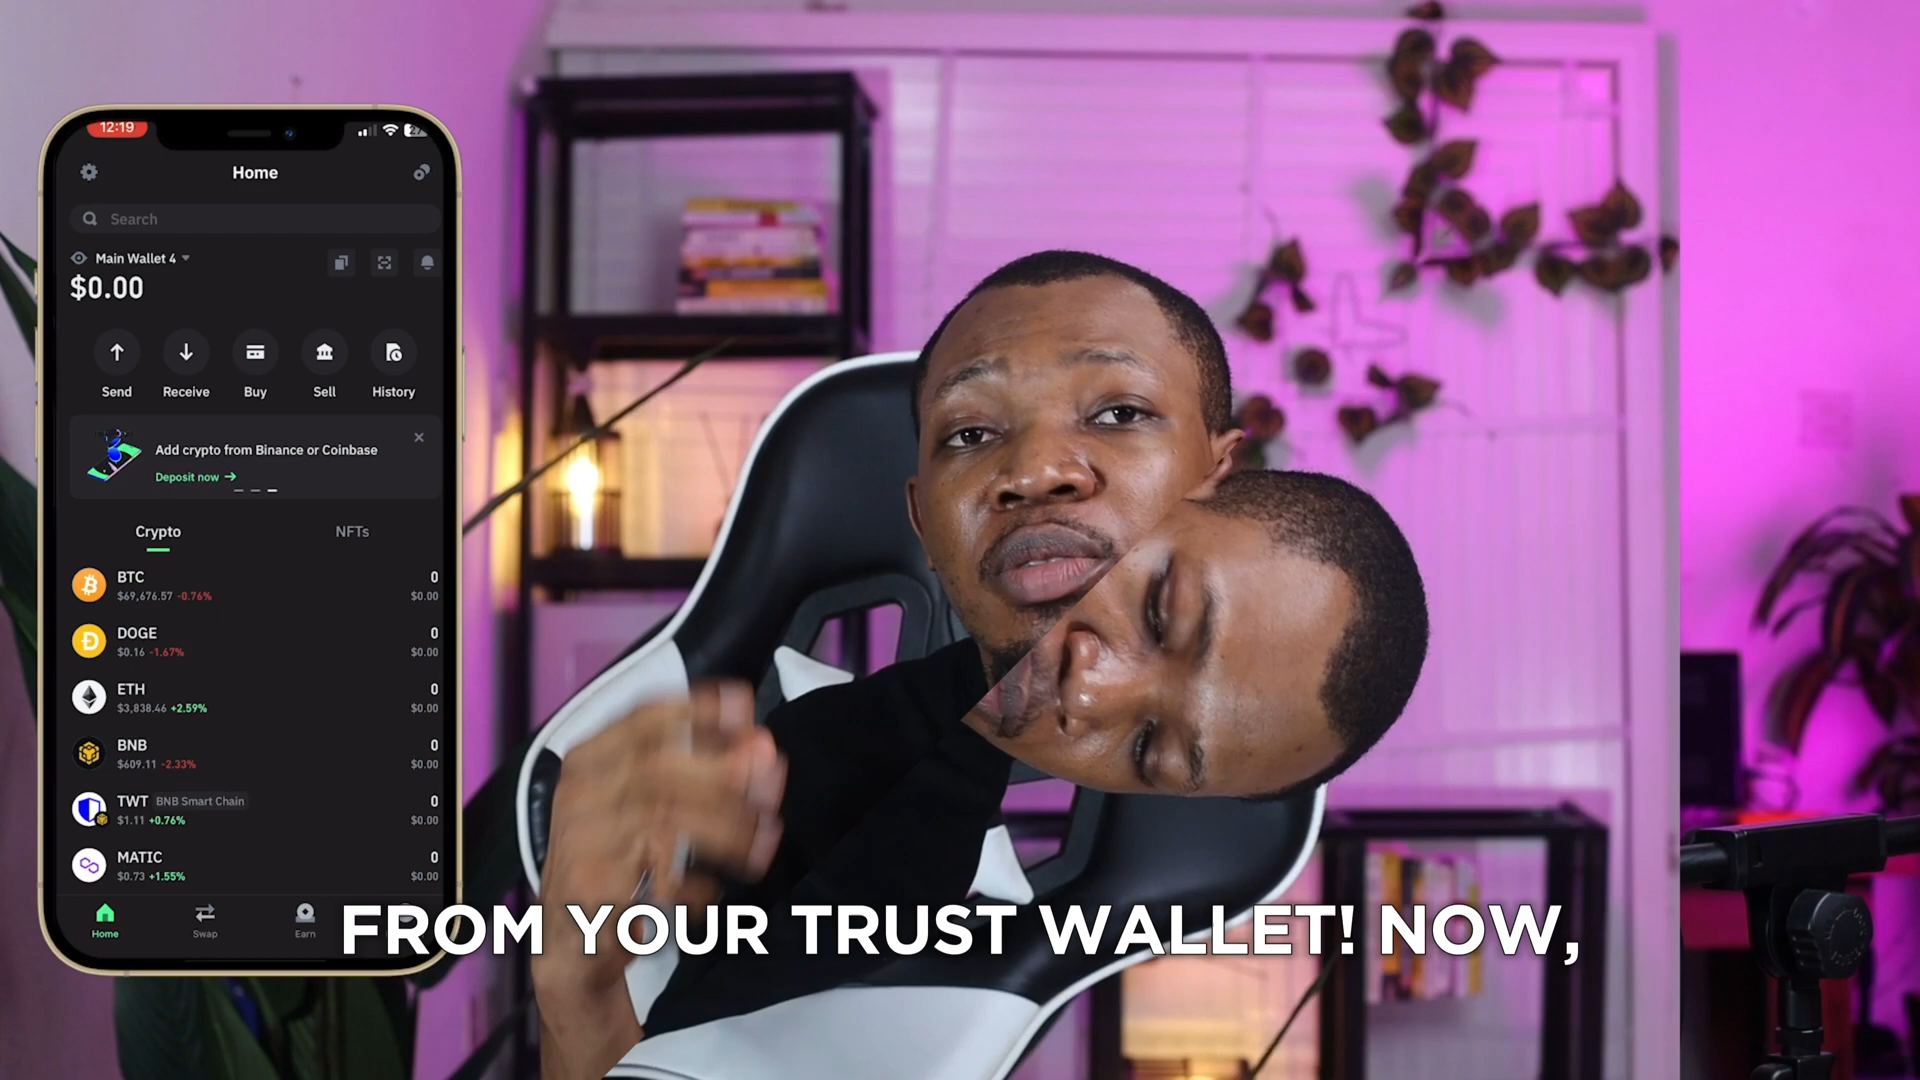 12:19
Home
Search
Main Wallet 4
$0.00
Send Receive Buy Sell History
Add crypto from Binance or Coinbase
Deposit now →
Crypto NFTs
BTC 0
$69,676.57 -0.76% $0.00
DOGE 0
$0.16 -1.67% $0.00
ETH 0
$3,838.46 +2.59% $0.00
BNB 0
$609.11 -2.33% $0.00
TWT BNB Smart Chain 0
$1.11 +0.76% $0.00
MATIC 0
$0.73 +1.55% $0.00
Home Swap Earn
FROM YOUR TRUST WALLET! NOW,